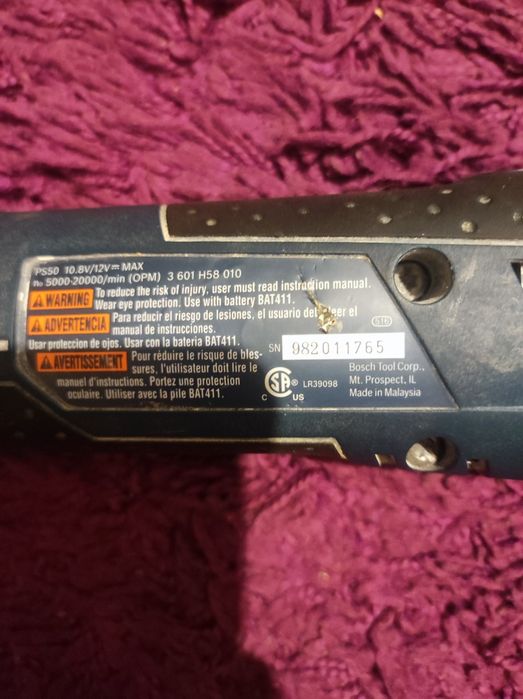 PS50 10.8V/12V⎓ MAX
n₀ 5000-20000/min (OPM) 3 601 H58 010
WARNING To reduce the risk of injury, user must read instruction manual.
Wear eye protection. Use with battery BAT411.
ADVERTENCIA Para reducir el riesgo de lesiones, el usuario debe leer el
manual de instrucciones.
Usar proteccion de ojos. Usar con la bateria BAT411.
AVERTISSEMENT Pour réduire le risque de bles-
sures, l'utilisateur doit lire le
manuel d'instructions. Portez une protection
oculaire. Utiliser avec la pile BAT411.
SN 982011765
CSA ®
C US
LR39098
Bosch Tool Corp.,
Mt. Prospect, IL
Made in Malaysia